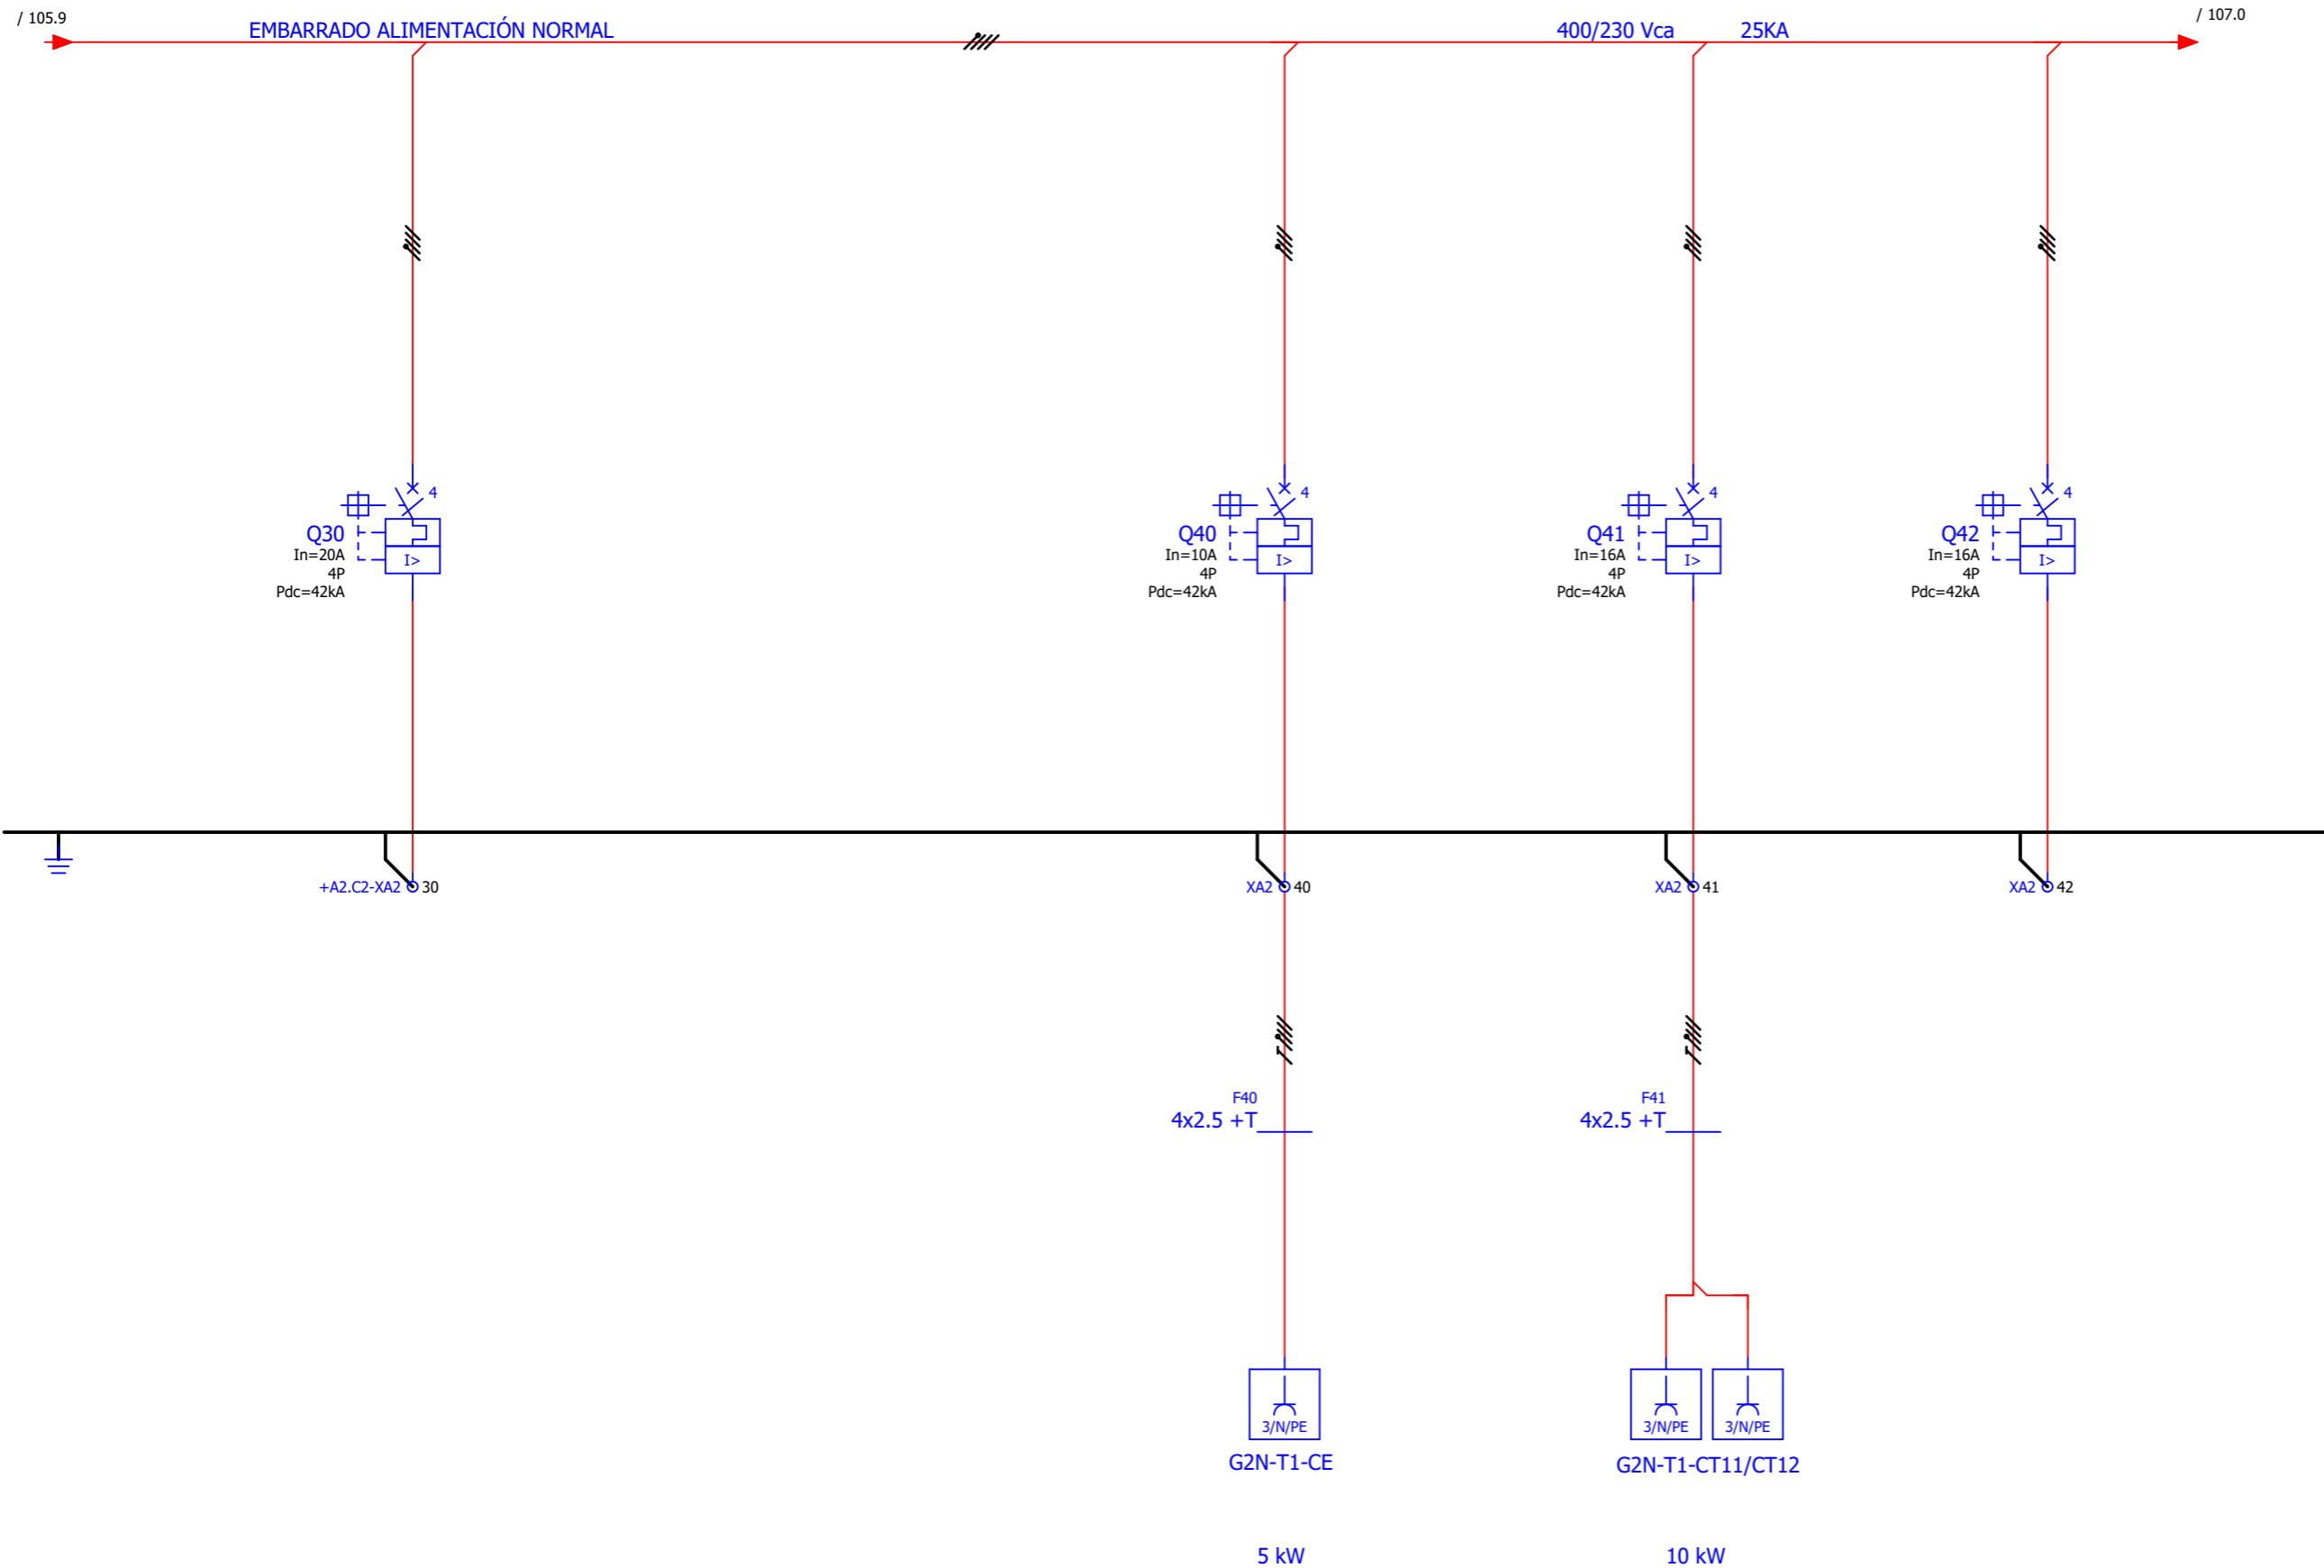 / 105.9
/ 107.0
EMBARRADO ALIMENTACIÓN NORMAL
400/230 Vca
25KA
4
Q30
In=20A
4P
Pdc=42kA
I>
4
Q40
In=10A
4P
Pdc=42kA
I>
4
Q41
In=16A
4P
Pdc=42kA
I>
4
Q42
In=16A
4P
Pdc=42kA
I>
+A2.C2-XA2 30
XA2 40
XA2 41
XA2 42
F40
4x2.5 +T
F41
4x2.5 +T
3/N/PE
3/N/PE
3/N/PE
G2N-T1-CE
G2N-T1-CT11/CT12
5 kW
10 kW